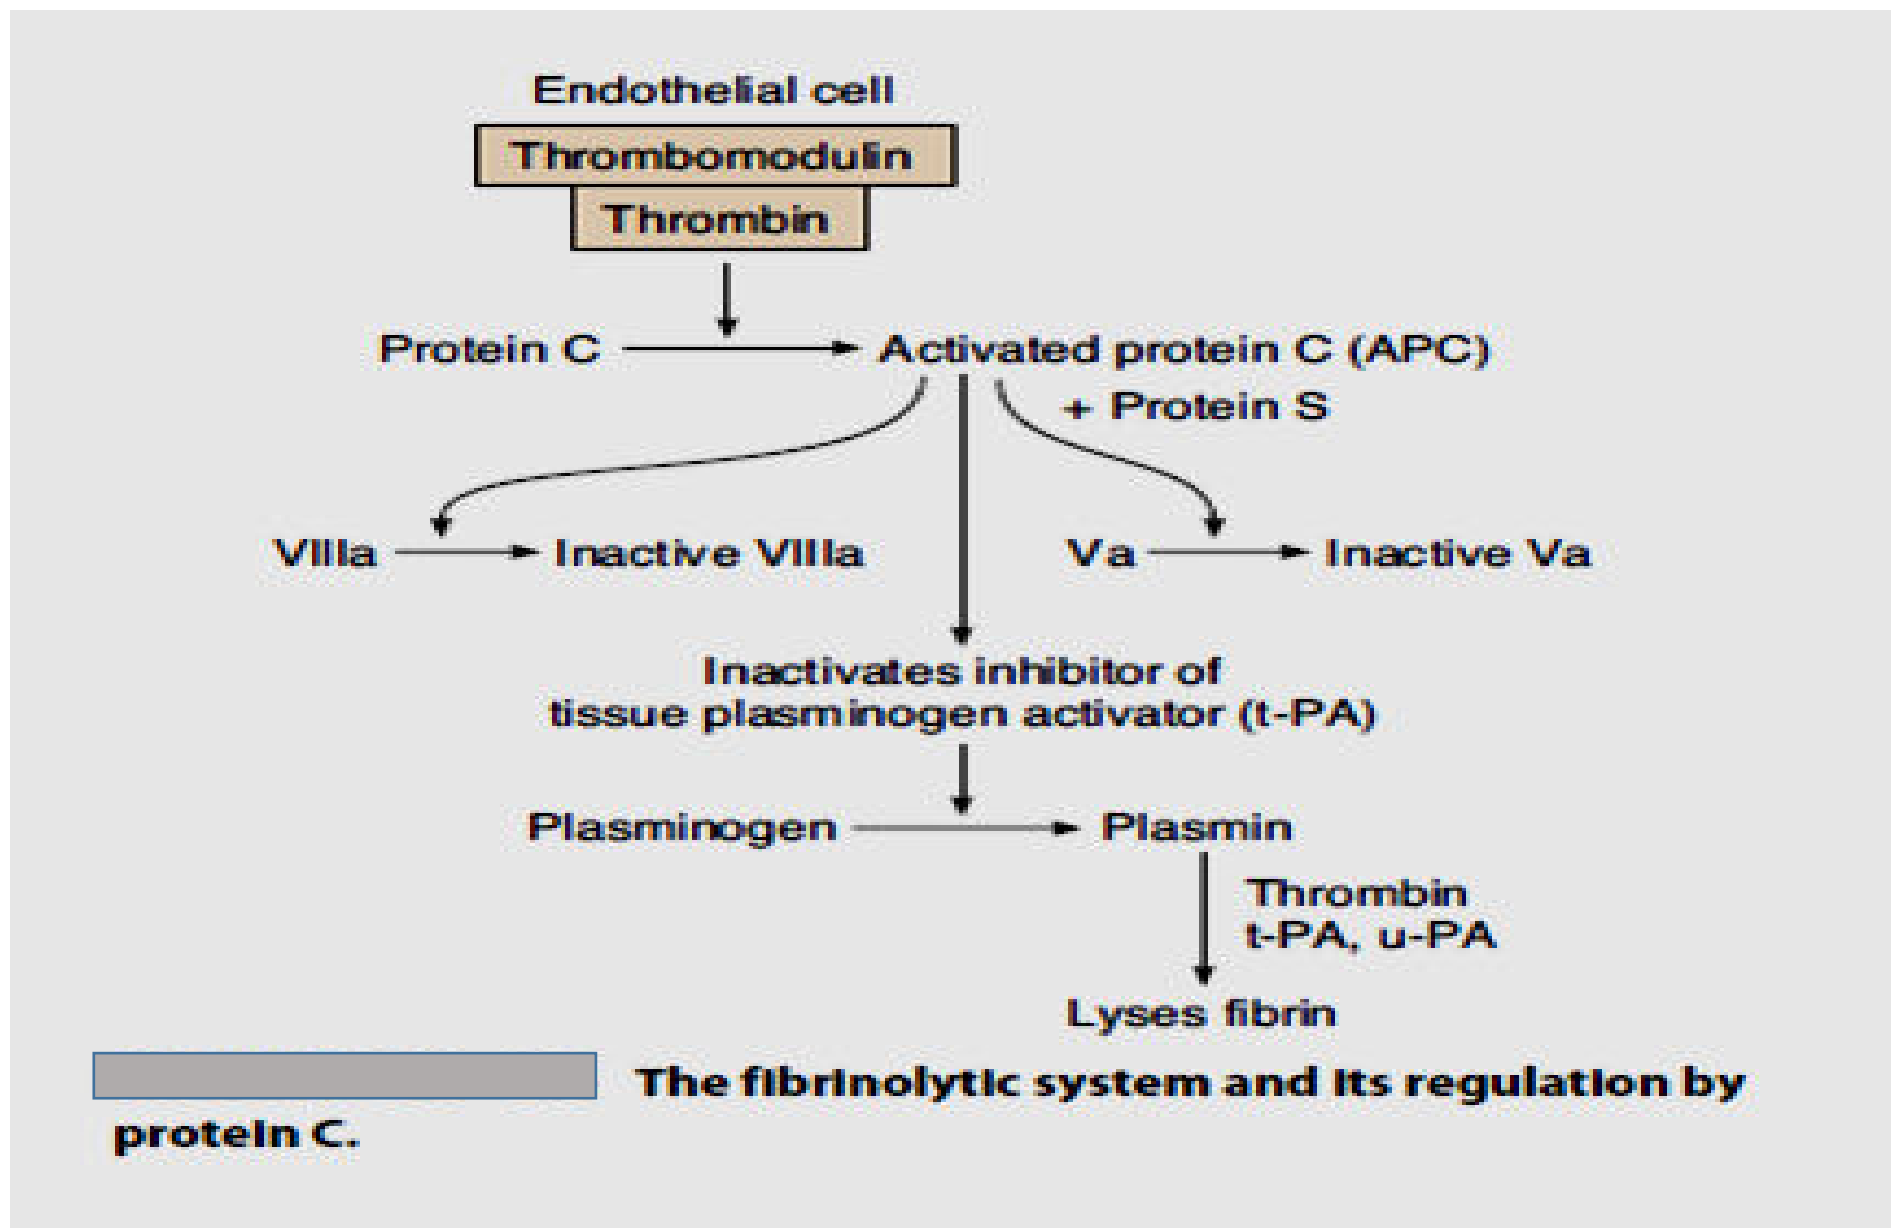 Endothelial cell
Thrombomodulin
Thrombin
Protein C
Activated protein C (APC)
+ Protein S
VIIIa
Inactive VIIIa
Va
Inactive Va
Inactivates inhibitor of
tissue plasminogen activator (t-PA)
Plasminogen
Plasmin
Thrombin
t-PA, u-PA
Lyses fibrin
The fibrinolytic system and its regulation by
protein C.